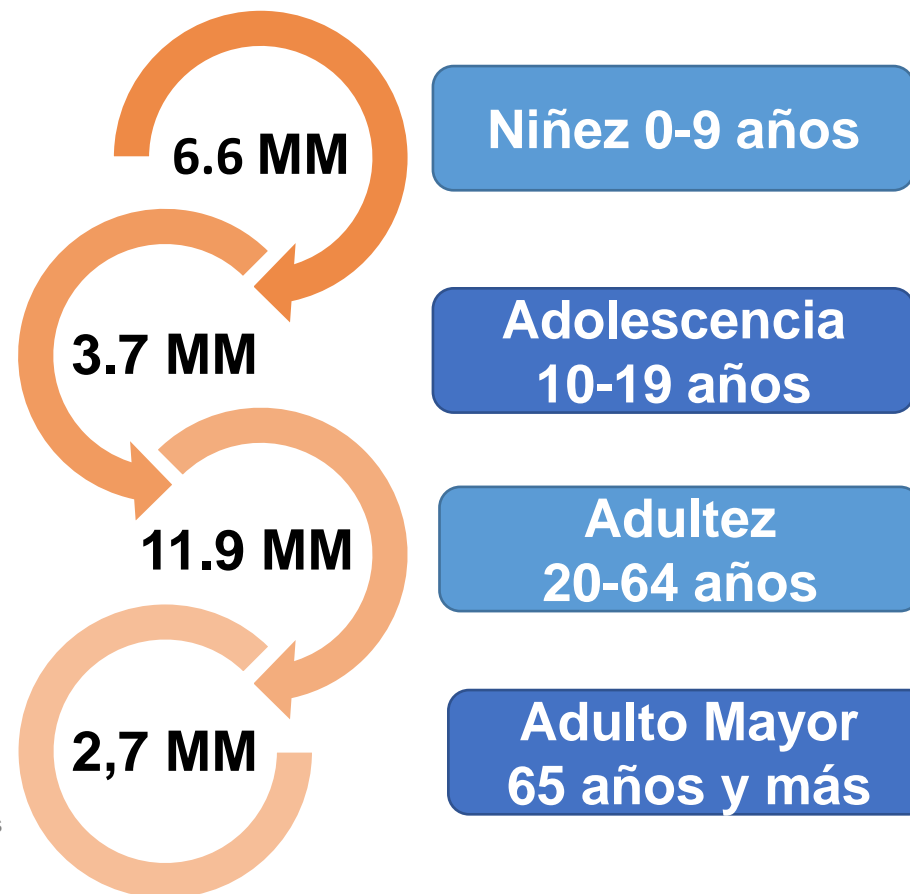 6.6 MM
Niñez 0-9 años
3.7 MM
Adolescencia
10-19 años
11.9 MM
Adultez
20-64 años
2,7 MM
Adulto Mayor
65 años y más